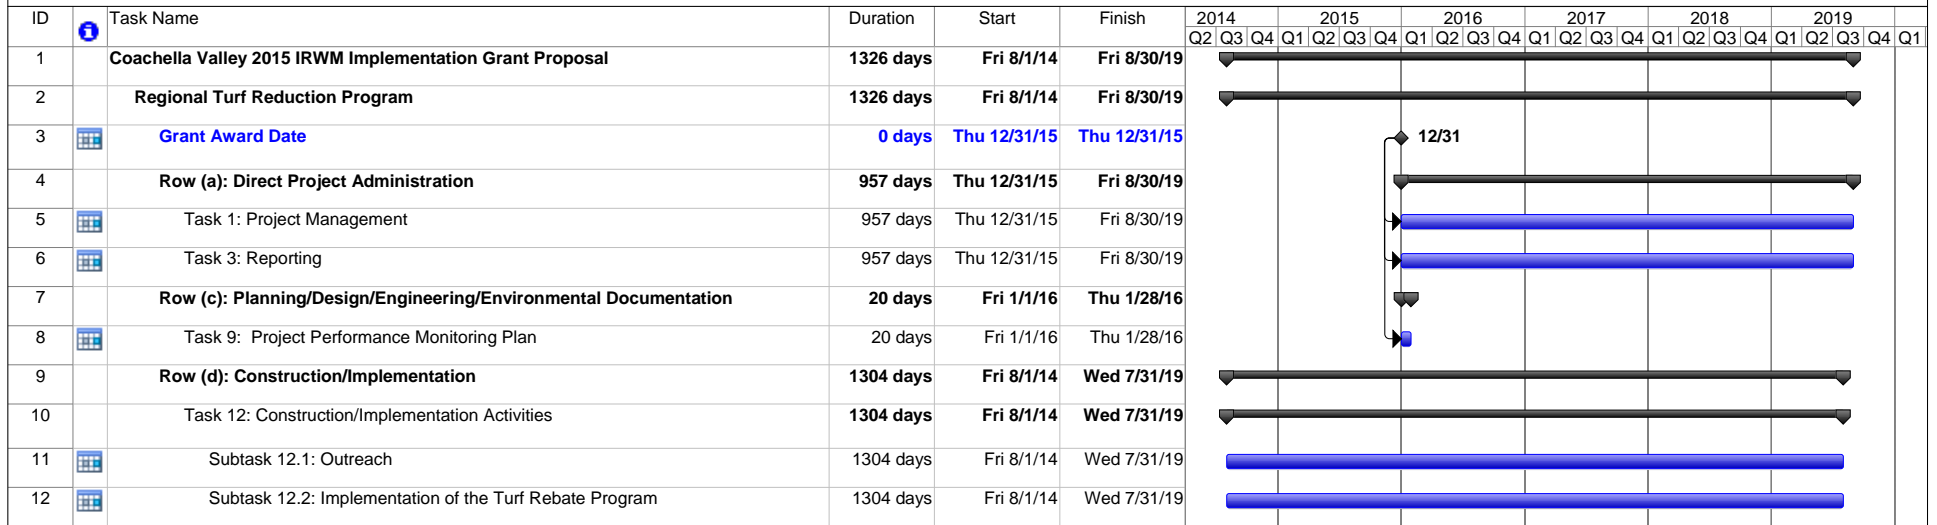 ID Task Name Duration Start Finish 2014 2015 2016 2017 2018 2019
Q2 Q3 Q4 Q1 Q2 Q3 Q4 Q1 Q2 Q3 Q4 Q1 Q2 Q3 Q4 Q1 Q2 Q3 Q4 Q1 Q2 Q3 Q4 Q1
1 Coachella Valley 2015 IRWM Implementation Grant Proposal 1326 days Fri 8/1/14 Fri 8/30/19
2 Regional Turf Reduction Program 1326 days Fri 8/1/14 Fri 8/30/19
3 Grant Award Date 0 days Thu 12/31/15 Thu 12/31/15 12/31
4 Row (a): Direct Project Administration 957 days Thu 12/31/15 Fri 8/30/19
5 Task 1: Project Management 957 days Thu 12/31/15 Fri 8/30/19
6 Task 3: Reporting 957 days Thu 12/31/15 Fri 8/30/19
7 Row (c): Planning/Design/Engineering/Environmental Documentation 20 days Fri 1/1/16 Thu 1/28/16
8 Task 9:  Project Performance Monitoring Plan 20 days Fri 1/1/16 Thu 1/28/16
9 Row (d): Construction/Implementation 1304 days Fri 8/1/14 Wed 7/31/19
10 Task 12: Construction/Implementation Activities 1304 days Fri 8/1/14 Wed 7/31/19
11 Subtask 12.1: Outreach 1304 days Fri 8/1/14 Wed 7/31/19
12 Subtask 12.2: Implementation of the Turf Rebate Program 1304 days Fri 8/1/14 Wed 7/31/19